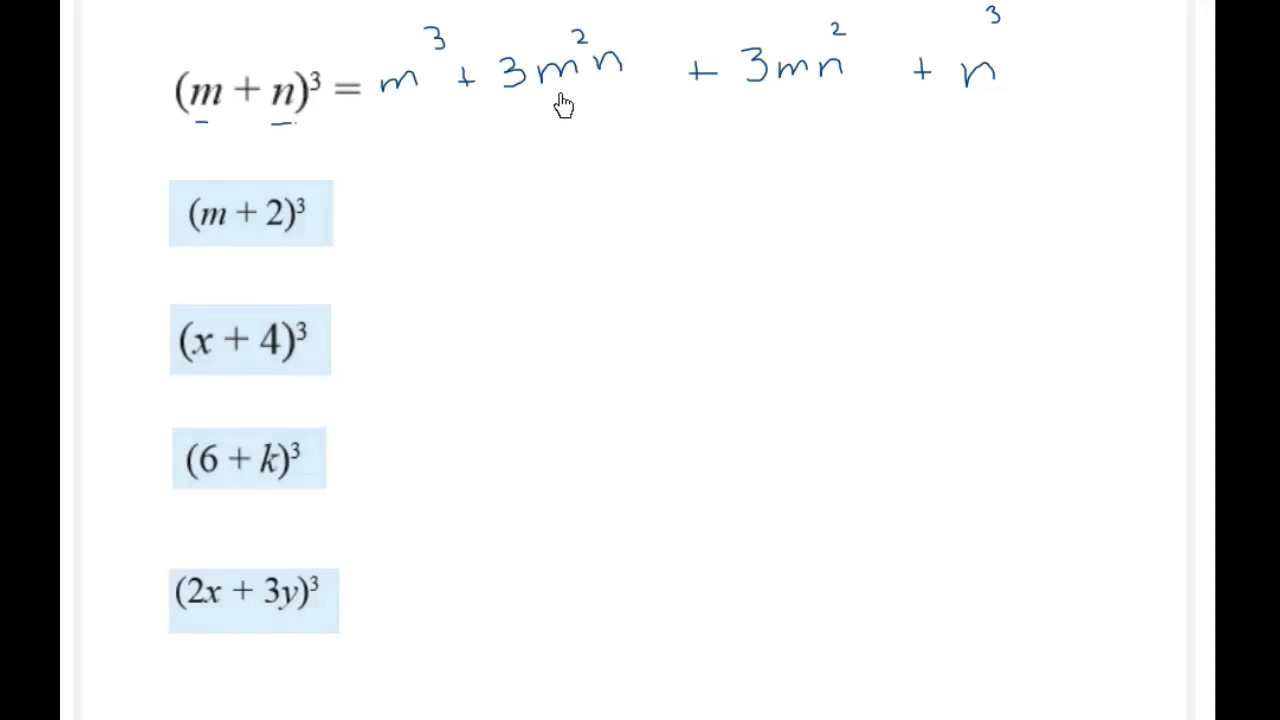 (m + n)³ = m³ + 3m²n + 3mn² + n³
(m + 2)³
(x + 4)³
(6 + k)³
(2x + 3y)³